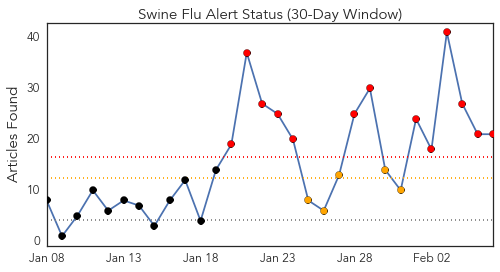 Swine Flu Alert Status (30-Day Window)
Articles Found
40
30
20
10
0
Jan 08 Jan 13 Jan 18 Jan 23 Jan 28 Feb 02